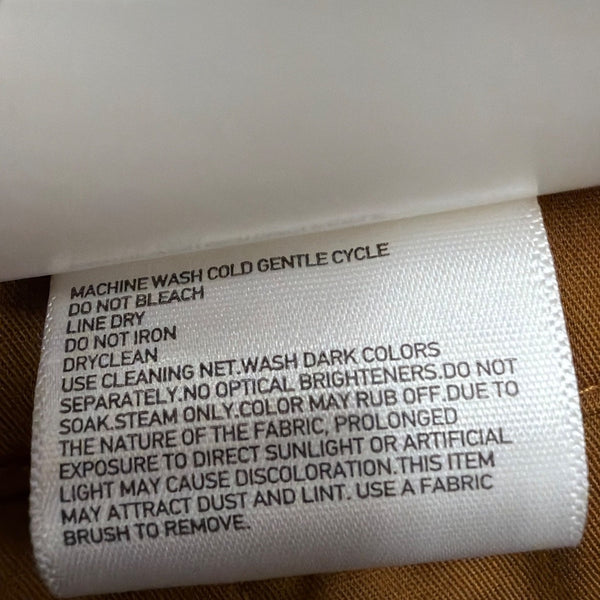 MACHINE WASH COLD GENTLE CYCLE
DO NOT BLEACH
LINE DRY
DO NOT IRON
DRYCLEAN
USE CLEANING NET.WASH DARK COLORS
SEPARATELY.NO OPTICAL BRIGHTENERS.DO NOT
SOAK.STEAM ONLY.COLOR MAY RUB OFF.DUE TO
THE NATURE OF THE FABRIC, PROLONGED
EXPOSURE TO DIRECT SUNLIGHT OR ARTIFICIAL
LIGHT MAY CAUSE DISCOLORATION.THIS ITEM
MAY ATTRACT DUST AND LINT. USE A FABRIC
BRUSH TO REMOVE.